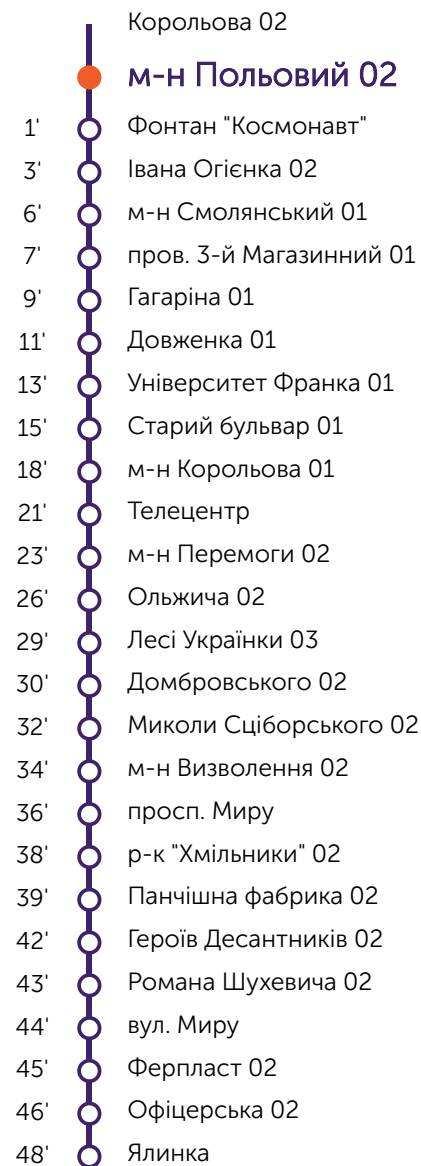 Корольова 02
м-н Польовий 02
1' Фонтан "Космонавт"
3' Івана Огієнка 02
6' м-н Смолянський 01
7' пров. 3-й Магазинний 01
9' Гагаріна 01
11' Довженка 01
13' Університет Франка 01
15' Старий бульвар 01
18' м-н Корольова 01
21' Телецентр
23' м-н Перемоги 02
26' Ольжича 02
29' Лесі Українки 03
30' Домбровського 02
32' Миколи Сціборського 02
34' м-н Визволення 02
36' просп. Миру
38' р-к "Хмільники" 02
39' Панчішна фабрика 02
42' Героїв Десантників 02
43' Романа Шухевича 02
44' вул. Миру
45' Ферпласт 02
46' Офіцерська 02
48' Ялинка